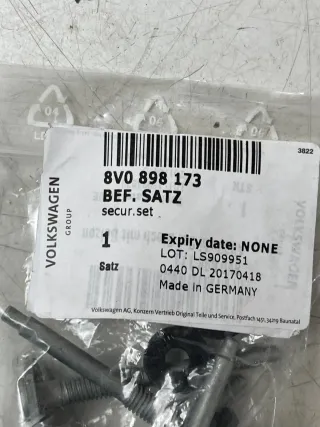 3822
8V0 898 173
BEF. SATZ
secur.set
VOLKSWAGEN
GROUP
1
Satz
Expiry date: NONE
LOT: LS909951
0440 DL 20170418
Made in GERMANY
Volkswagen AG, Konzern Vertrieb Original Teile und Service, Postfach 1451, 34219 Baunatal